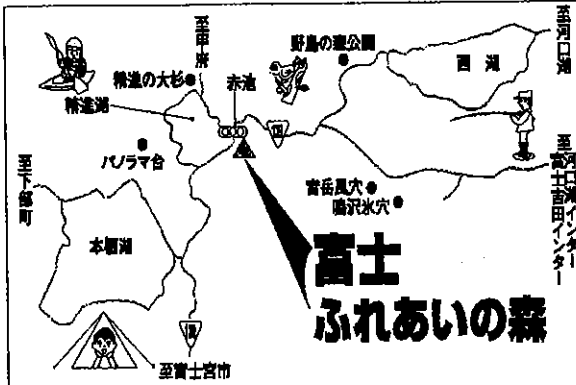 至甲府
野鳥の森公園
西湖
至河口湖
精進の大杉
赤池
精進湖
139
パノラマ台
至下部町
富岳風穴
鳴沢氷穴
至河口湖インター
富士吉田インター
本栖湖
富士
ふれあいの森
139
至富士宮市